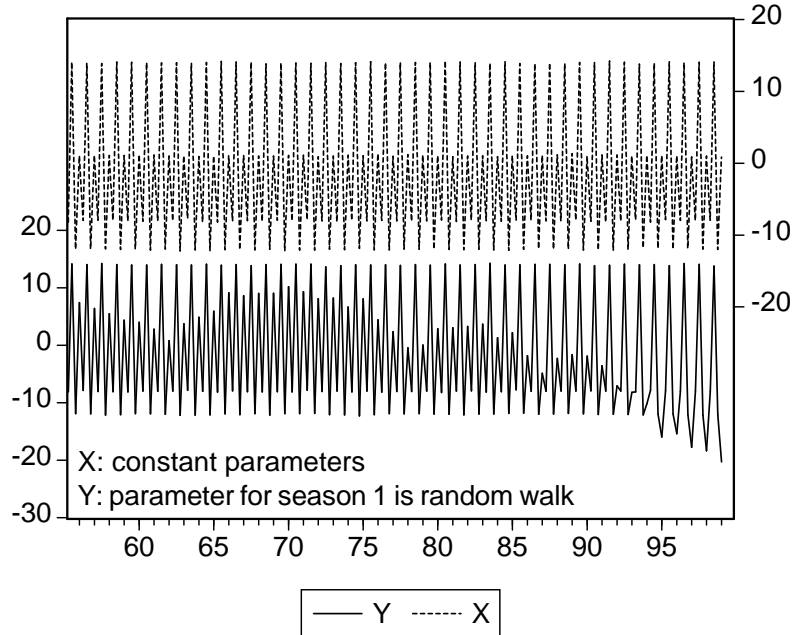 20
10
0
-10
-20
20
10
0
-10
-20
-30
X: constant parameters
Y: parameter for season 1 is random walk
60 65 70 75 80 85 90 95
Y X